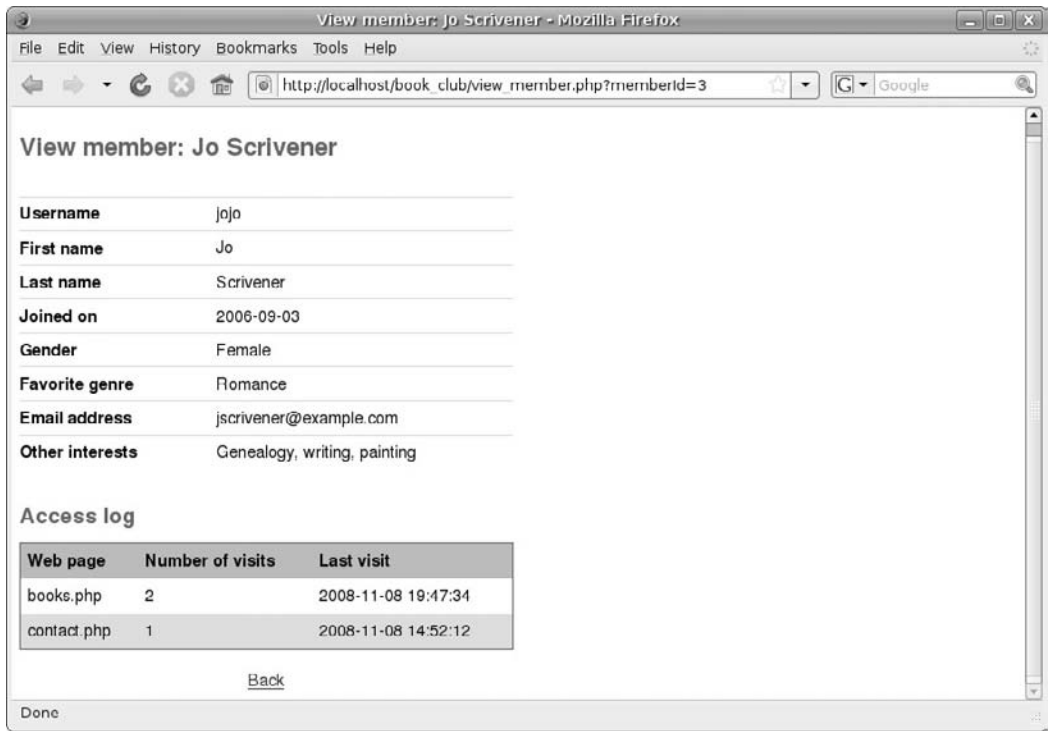 View member: Jo Scrivener - Mozilla Firefox
File Edit View History Bookmarks Tools Help
http://localhost/book_club/view_member.php?memberId=3 G Google
View member: Jo Scrivener
Username jojo
First name Jo
Last name Scrivener
Joined on 2006-09-03
Gender Female
Favorite genre Romance
Email address jscrivener@example.com
Other interests Genealogy, writing, painting
Access log
Web page Number of visits Last visit
books.php 2 2008-11-08 19:47:34
contact.php 1 2008-11-08 14:52:12
Back
Done